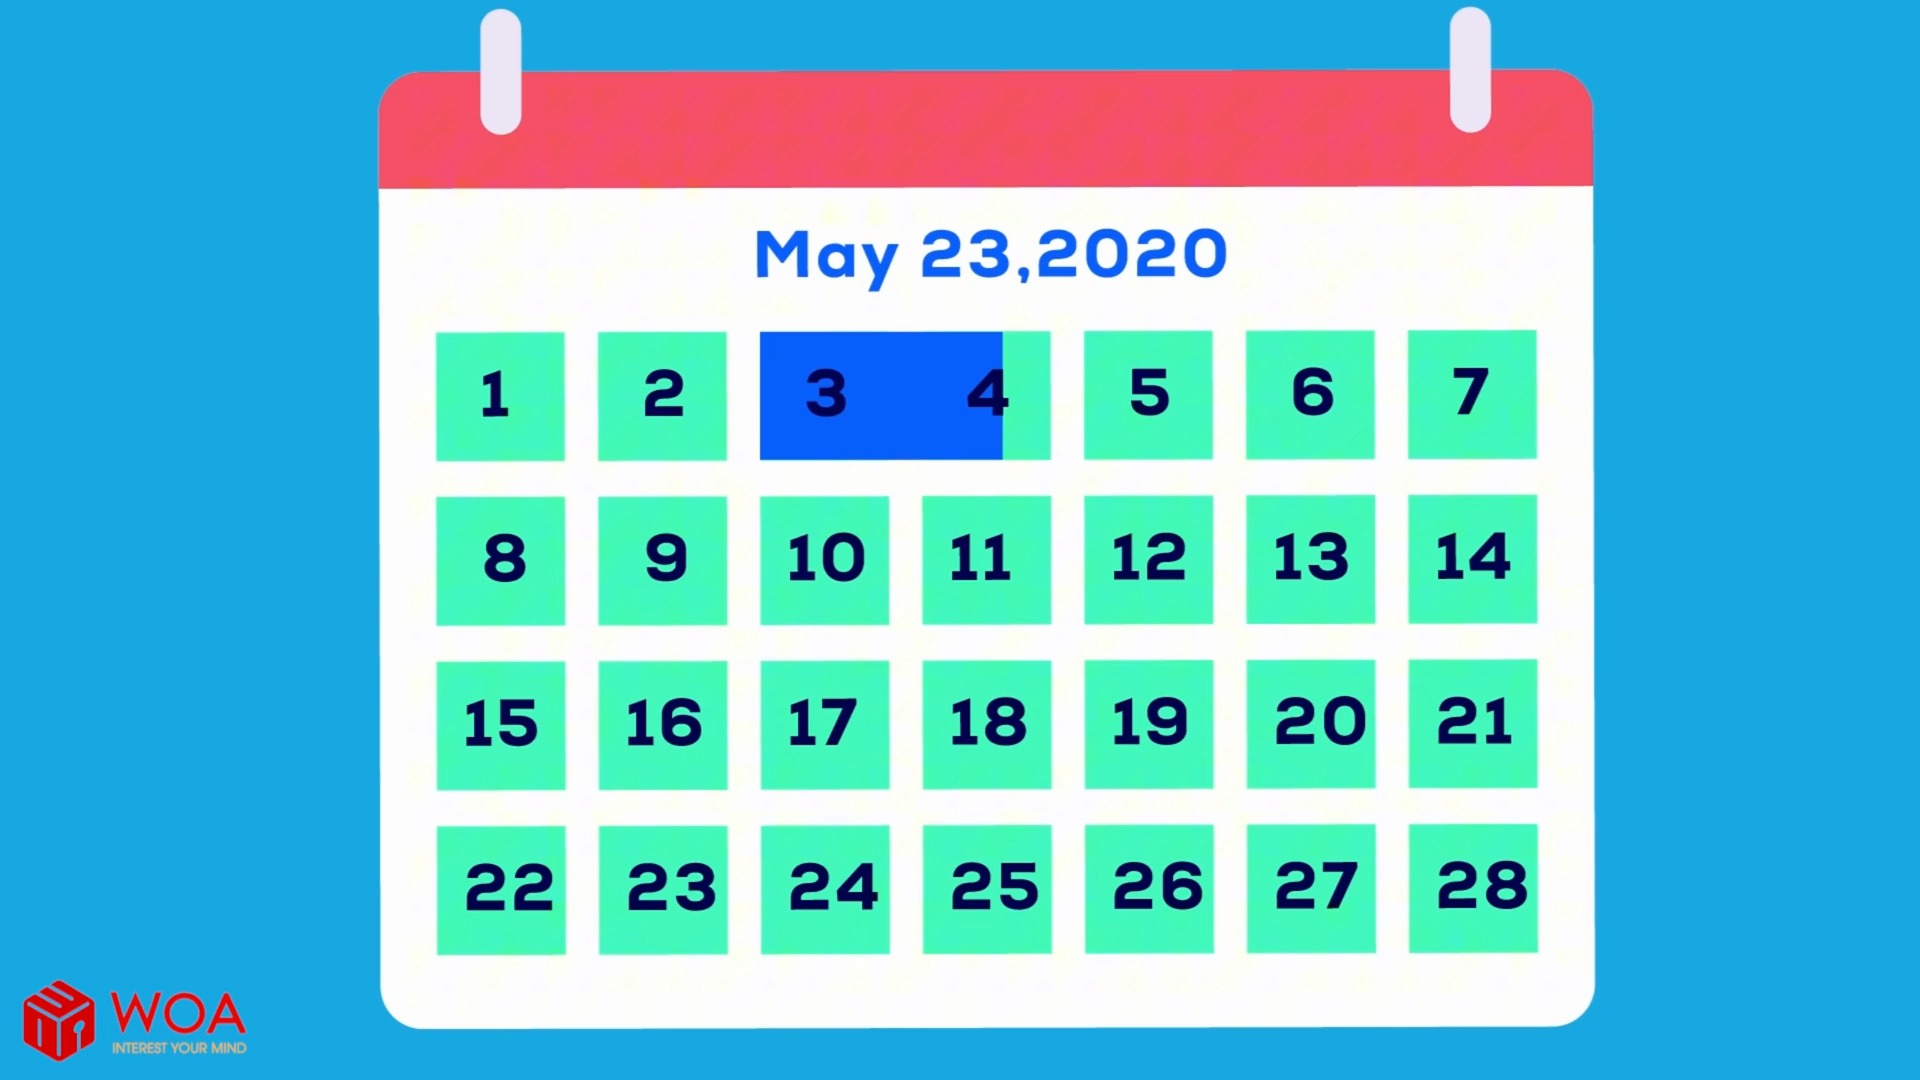 May 23,2020
1 2 3 4 5 6 7
8 9 10 11 12 13 14
15 16 17 18 19 20 21
22 23 24 25 26 27 28
WOA
INTEREST YOUR MIND